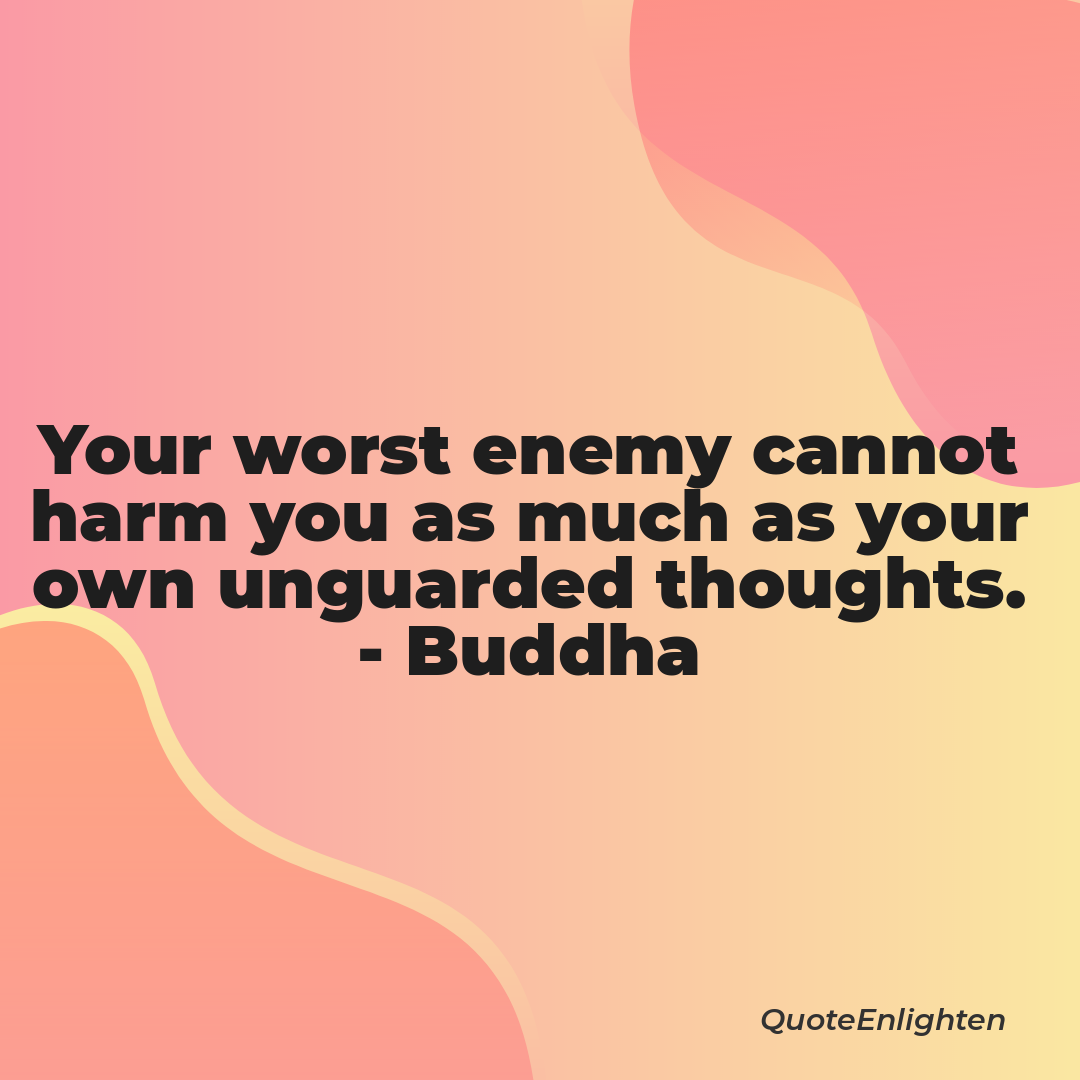 Your worst enemy cannot
harm you as much as your
own unguarded thoughts.
- Buddha
QuoteEnlighten